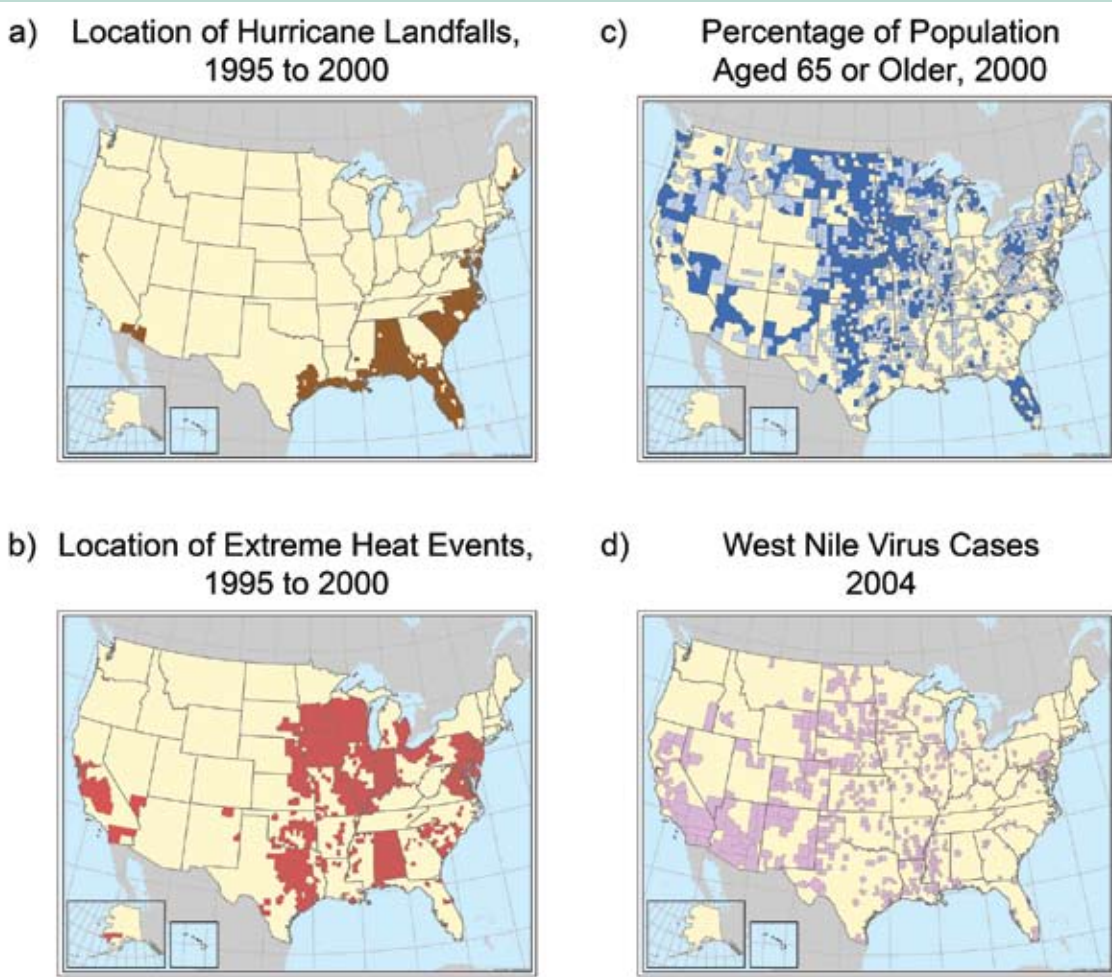 a) Location of Hurricane Landfalls,
1995 to 2000
c) Percentage of Population
Aged 65 or Older, 2000
b) Location of Extreme Heat Events,
1995 to 2000
d) West Nile Virus Cases
2004